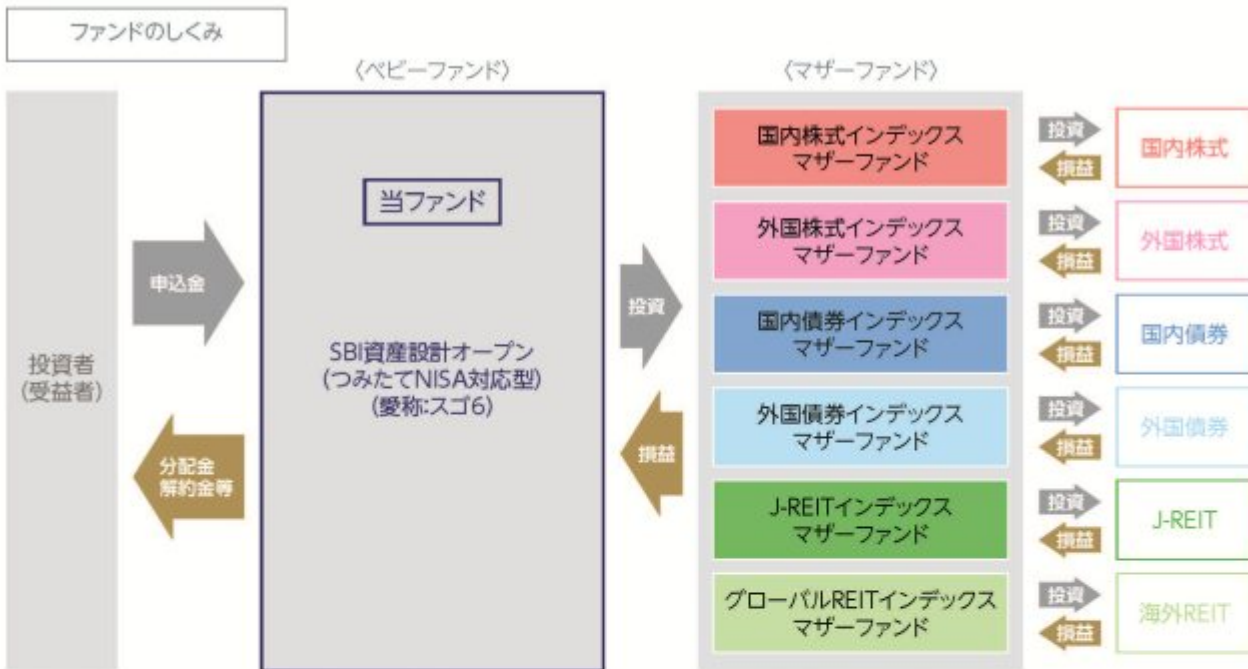 ファンドのしくみ
〈ベビーファンド〉
〈マザーファンド〉
投資者
(受益者)
申込金
分配金
解約金等
当ファンド
SBI資産設計オープン
(つみたてNISA対応型)
(愛称:スゴ6)
投資
損益
国内株式インデックス
マザーファンド
投資
損益
国内株式
外国株式インデックス
マザーファンド
投資
損益
外国株式
国内債券インデックス
マザーファンド
投資
損益
国内債券
外国債券インデックス
マザーファンド
投資
損益
外国債券
J-REITインデックス
マザーファンド
投資
損益
J-REIT
グローバルREITインデックス
マザーファンド
投資
損益
海外REIT